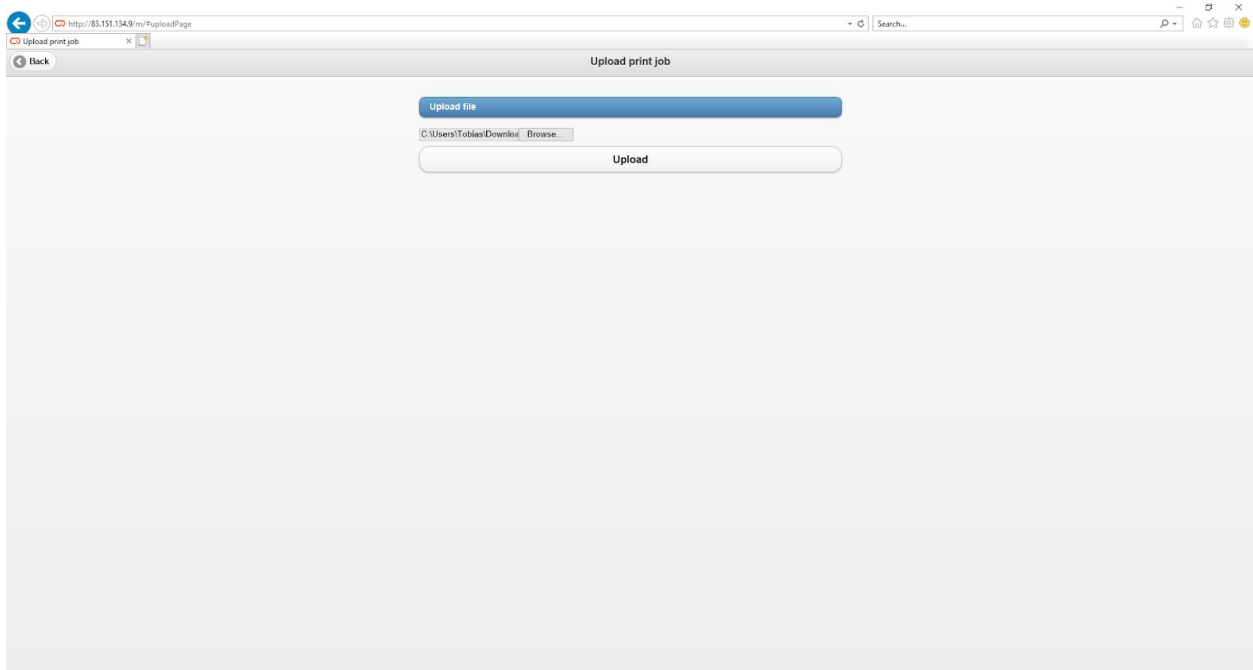 http://83.151.134.9/m/#uploadPage
Search...
Upload print job
Back
Upload print job
Upload file
C:\Users\Tobias\Downloa
Browse...
Upload